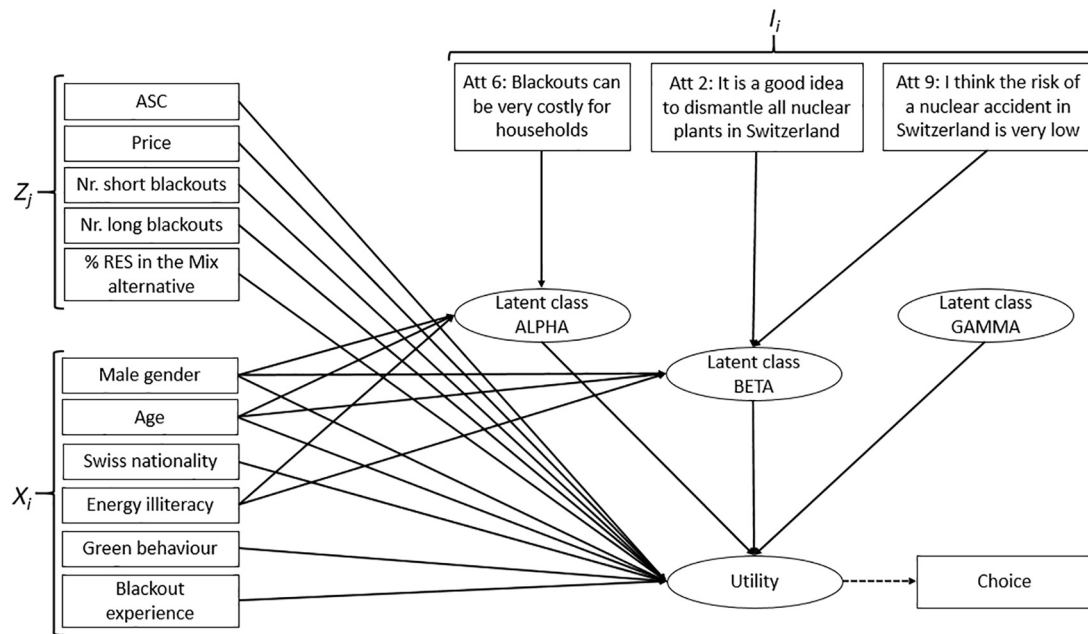 I_i
Att 6: Blackouts can
be very costly for
households
Att 2: It is a good idea
to dismantle all nuclear
plants in Switzerland
Att 9: I think the risk of
a nuclear accident in
Switzerland is very low
Z_j
ASC
Price
Nr. short blackouts
Nr. long blackouts
% RES in the Mix
alternative
Latent class
ALPHA
Latent class
GAMMA
Latent class
BETA
X_i
Male gender
Age
Swiss nationality
Energy illiteracy
Green behaviour
Blackout
experience
Utility
Choice